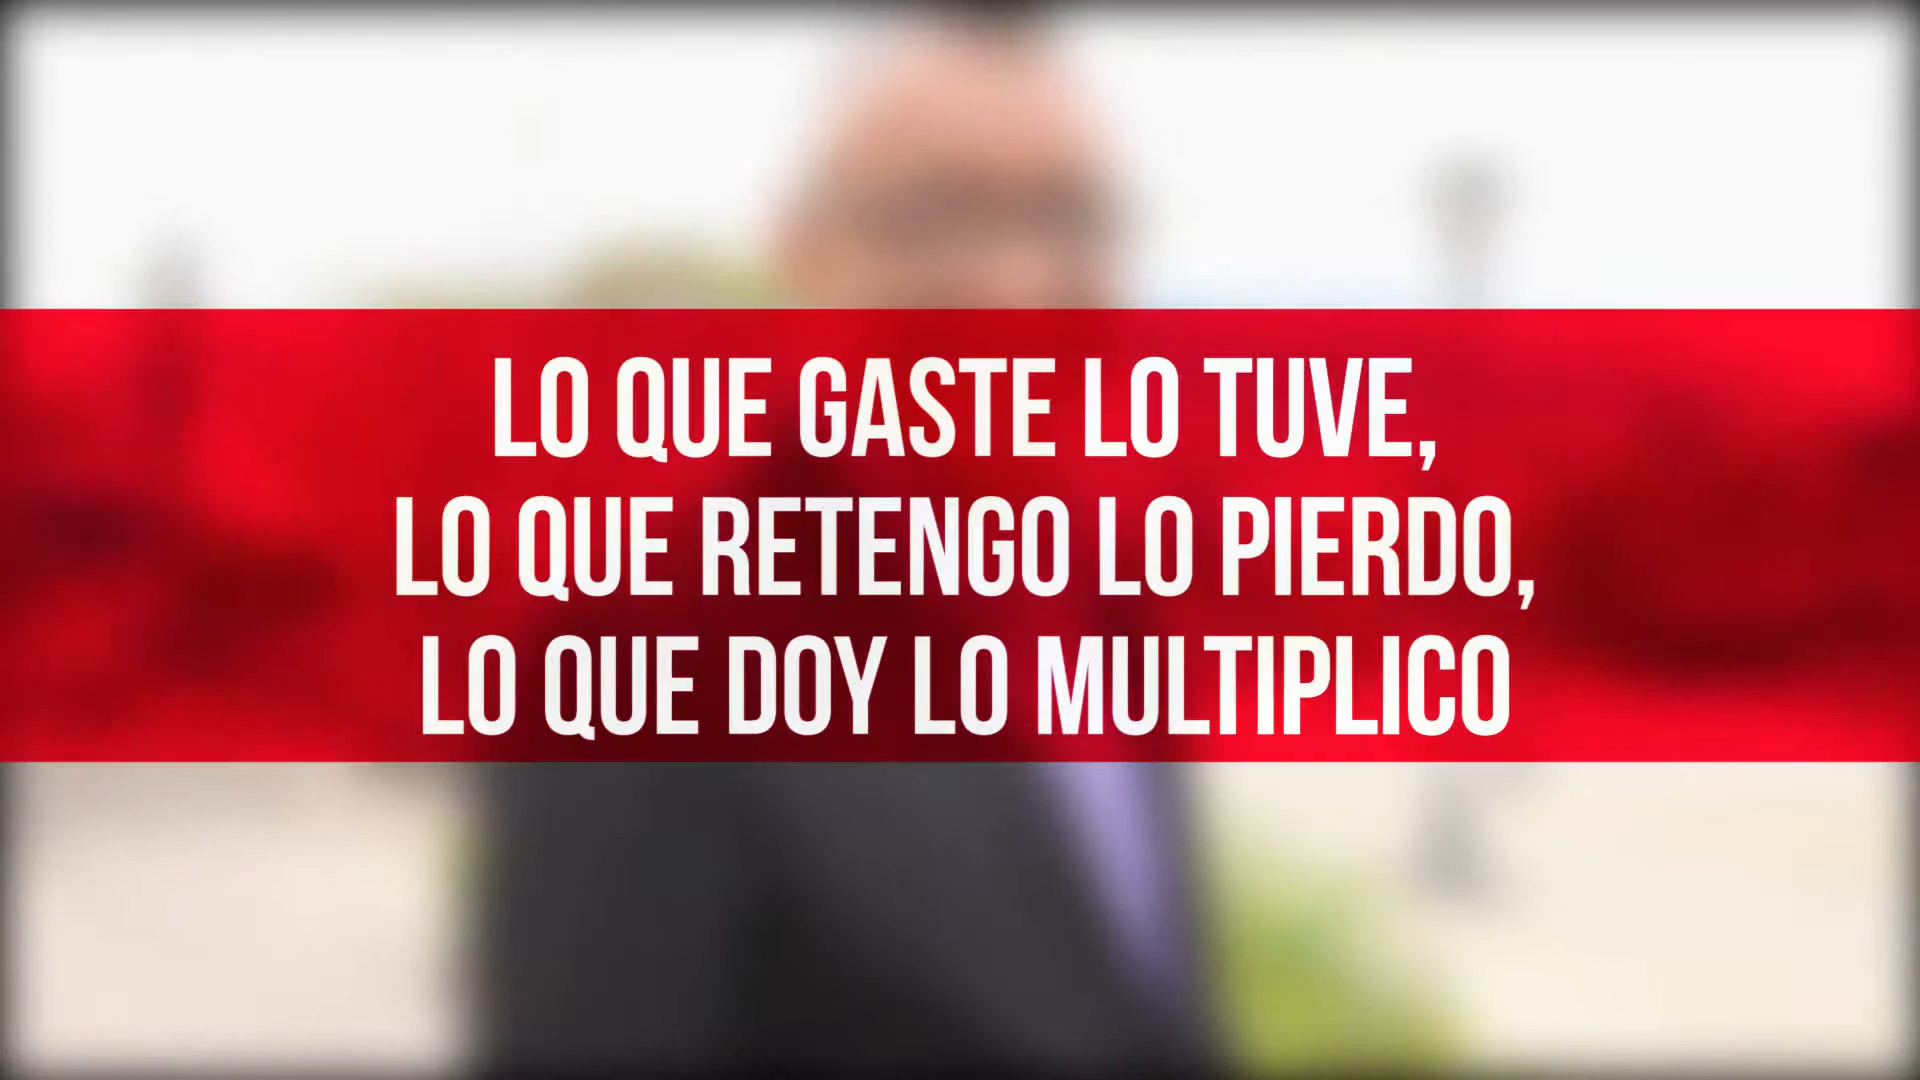 LO QUE GASTE LO TUVE,
LO QUE RETENGO LO PIERDO,
LO QUE DOY LO MULTIPLICO